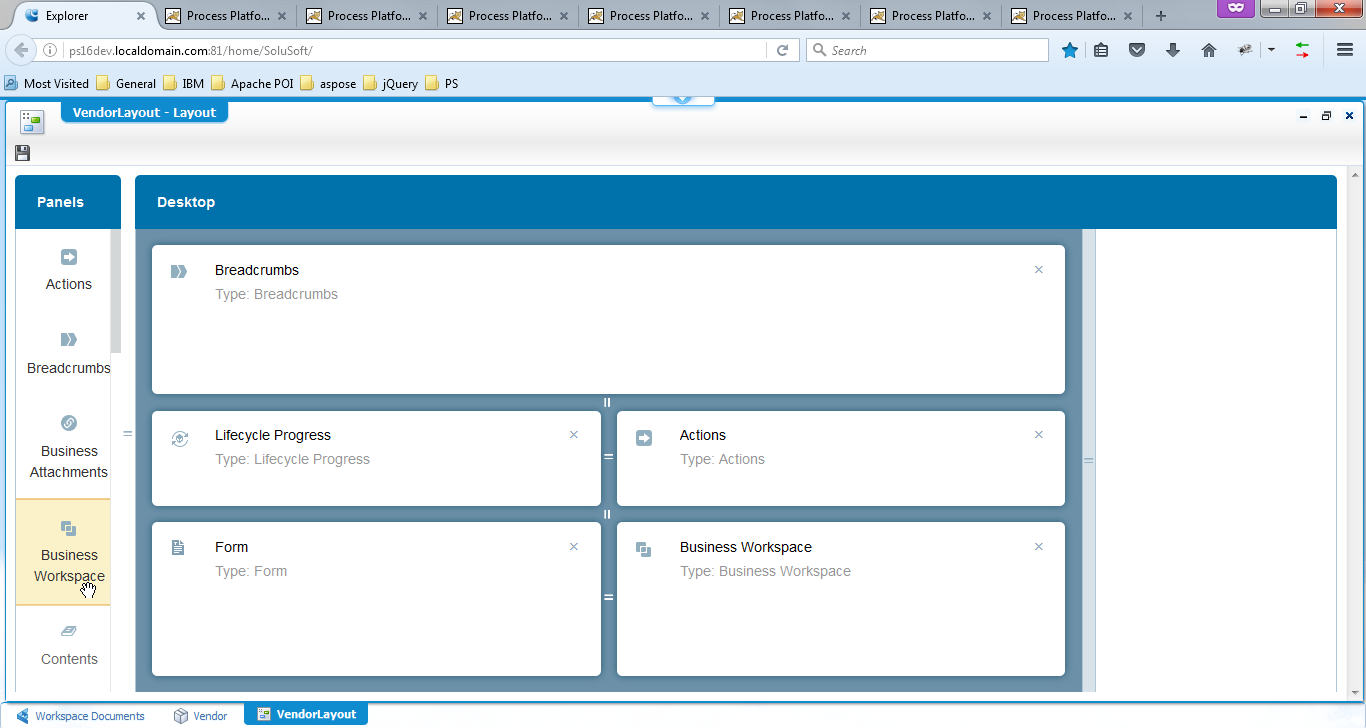 Explorer
Process Platfo...
Process Platfo...
Process Platfo...
Process Platfo...
Process Platfo...
Process Platfo...
Process Platfo...
ps16dev.localdomain.com:81/home/SoluSoft/
Search
Most Visited
General
IBM
Apache POI
aspose
jQuery
PS
VendorLayout - Layout
Panels
Desktop
Actions
Breadcrumbs
Business
Attachments
Business
Workspace
Contents
Breadcrumbs
Type: Breadcrumbs
Lifecycle Progress
Type: Lifecycle Progress
Actions
Type: Actions
Form
Type: Form
Business Workspace
Type: Business Workspace
Workspace Documents
Vendor
VendorLayout